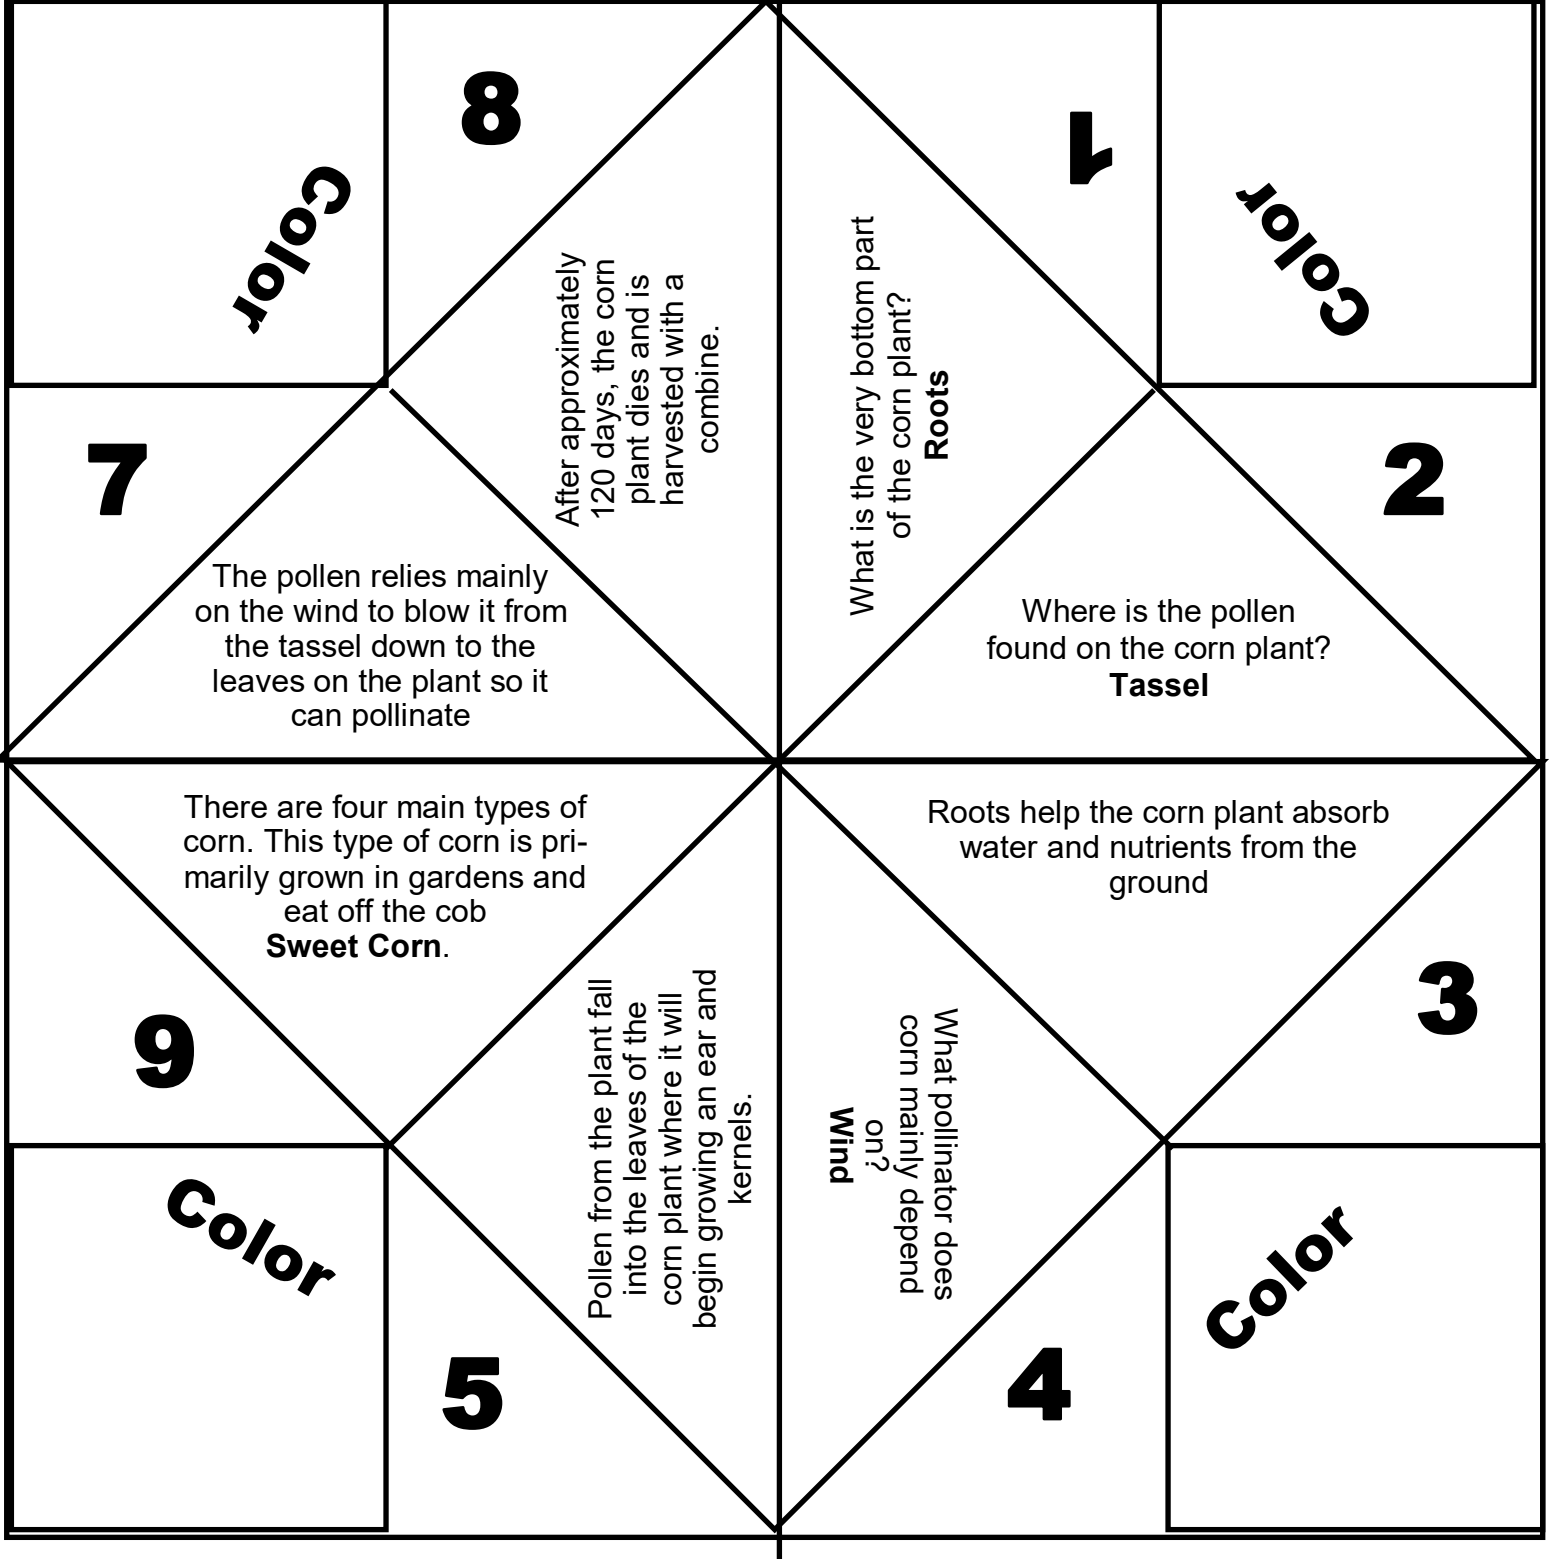 8
1
Color
Color
7
2
After approximately
120 days, the corn
plant dies and is
harvested with a
combine.
What is the very bottom part
of the corn plant?
Roots
The pollen relies mainly
on the wind to blow it from
the tassel down to the
leaves on the plant so it
can pollinate
Where is the pollen
found on the corn plant?
Tassel
There are four main types of
corn. This type of corn is pri-
marily grown in gardens and
eat off the cob
Sweet Corn.
Roots help the corn plant absorb
water and nutrients from the
ground
9
3
Pollen from the plant fall
into the leaves of the
corn plant where it will
begin growing an ear and
kernels.
What pollinator does
corn mainly depend
on?
Wind
Color
Color
5
4